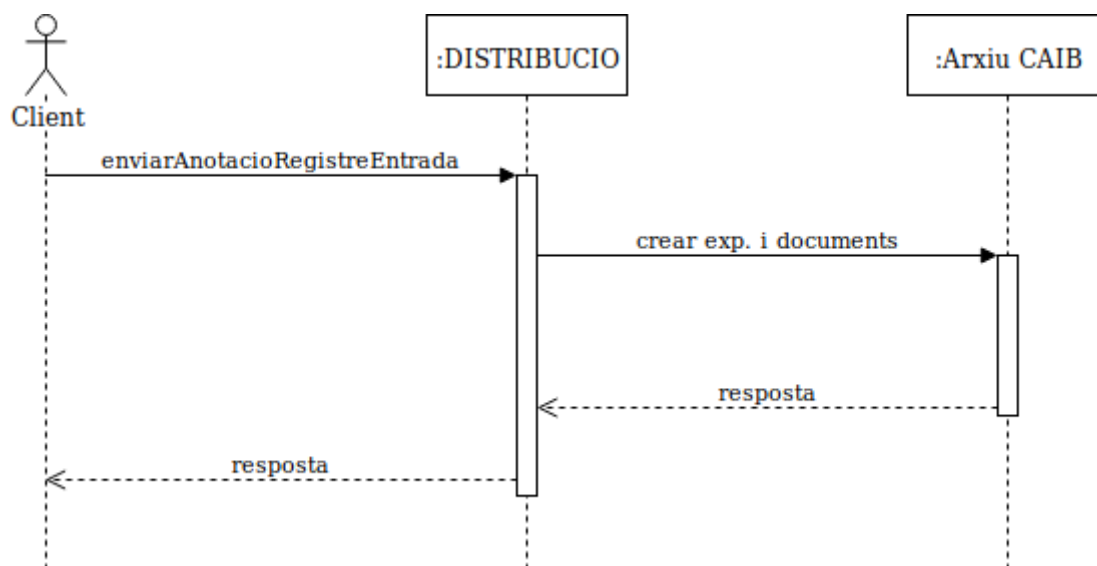 :DISTRIBUCIO
:Arxiu CAIB
Client
enviarAnotacioRegistreEntrada
crear exp. i documents
resposta
resposta